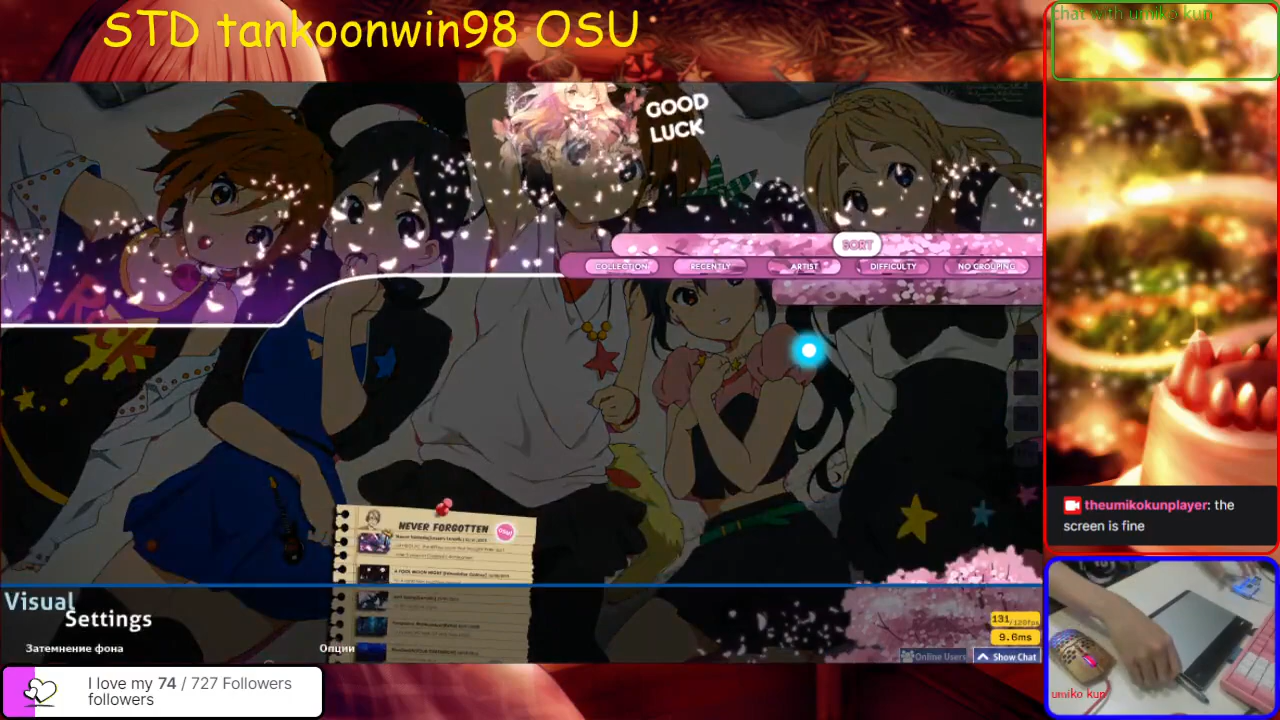 STD tankoonwin98 OSU
chat with umiko kun
GOOD
LUCK
SORT
COLLECTION
RECENTLY
ARTIST
DIFFICULTY
NO GROUPING
NEVER FORGOTTEN
osu!
theumikokunplayer: the
screen is fine
Visual
Settings
Затемнение фона
Опции
131/120fps
9.6ms
Online Users
Show Chat
I love my 74 / 727 Followers
followers
umiko kun